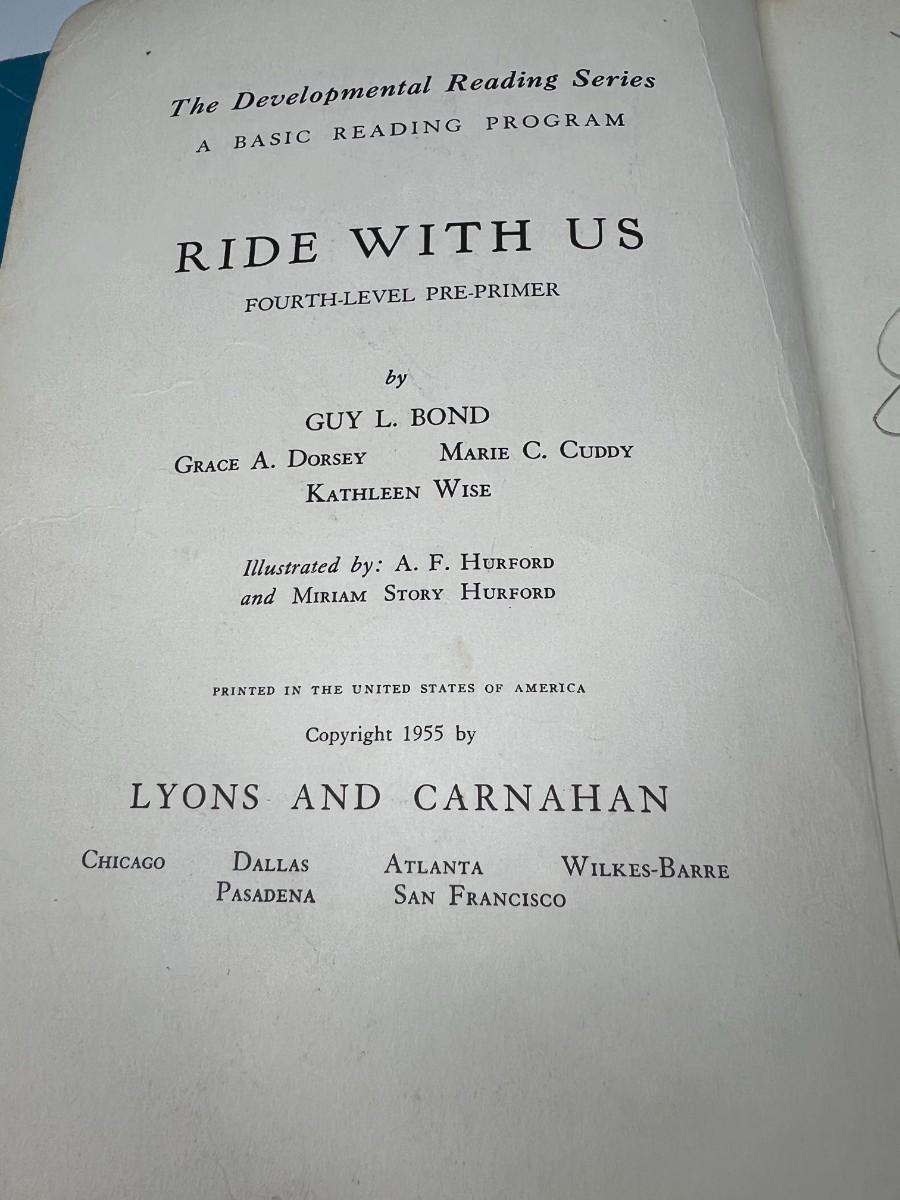 The Developmental Reading Series
A BASIC READING PROGRAM
RIDE WITH US
FOURTH-LEVEL PRE-PRIMER
by
GUY L. BOND
GRACE A. DORSEY MARIE C. CUDDY
KATHLEEN WISE
Illustrated by: A. F. HURFORD
and MIRIAM STORY HURFORD
PRINTED IN THE UNITED STATES OF AMERICA
Copyright 1955 by
LYONS AND CARNAHAN
CHICAGO DALLAS ATLANTA WILKES-BARRE
PASADENA SAN FRANCISCO